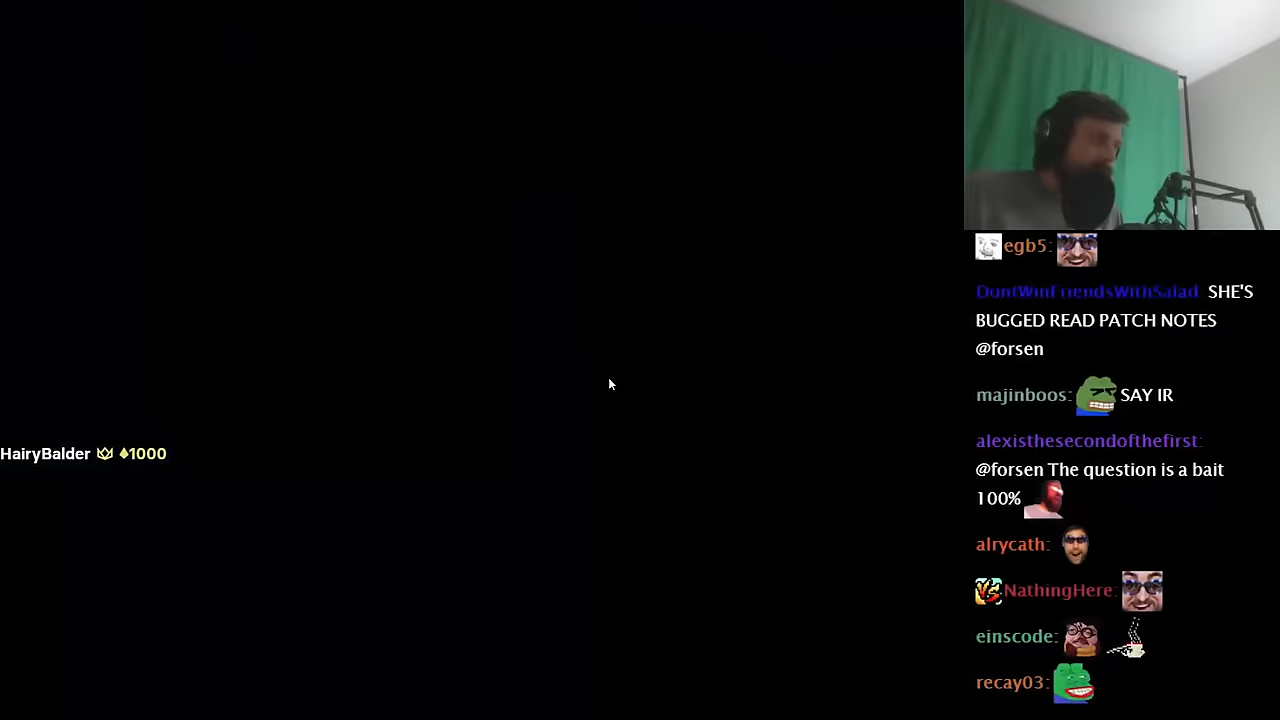 egb5:
DontWinFriendsWithSalad SHE'S
BUGGED READ PATCH NOTES
@forsen
majinboos: SAY IR
alexisthesecondofthefirst:
@forsen The question is a bait
100%
HairyBalder 1000
alrycath:
NathingHere:
einscode:
recay03: